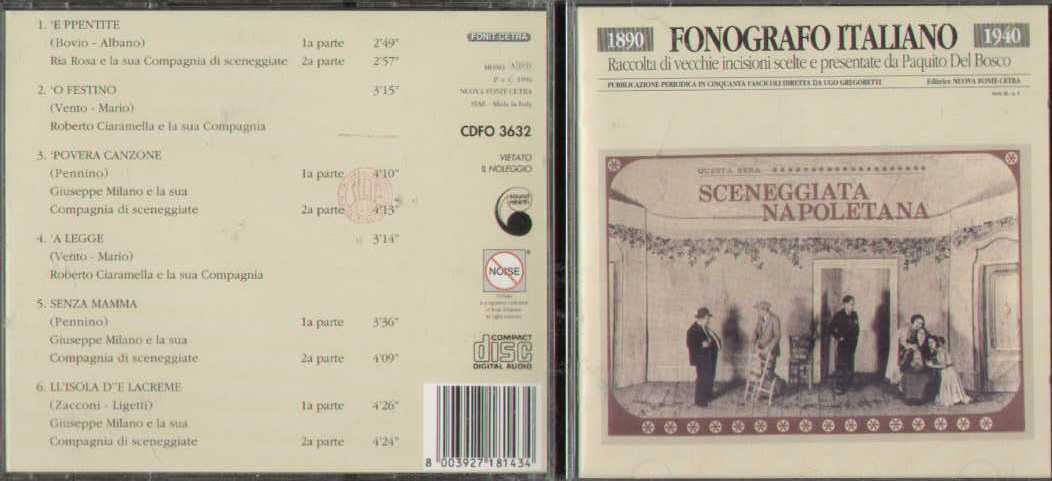 1. 'E PPENTITE
(Bovio - Albano) 1a parte 2'49"
Ria Rosa e la sua Compagnia di sceneggiate 2a parte 2'57"
2. 'O FESTINO 3'15"
(Vento - Mario)
Roberto Ciaramella e la sua Compagnia
3. 'POVERA CANZONE
(Pennino) 1a parte 4'10"
Giuseppe Milano e la sua
Compagnia di sceneggiate 2a parte 4'13"
4. 'A LEGGE 3'14"
(Vento - Mario)
Roberto Ciaramella e la sua Compagnia
5. SENZA MAMMA
(Pennino) 1a parte 3'36"
Giuseppe Milano e la sua
Compagnia di sceneggiate 2a parte 4'09"
6. LL'ISOLA D''E LACREME
(Zacconi - Ligetti) 1a parte 4'26"
Giuseppe Milano e la sua
Compagnia di sceneggiate 2a parte 4'24"
FONIT-CETRA
MONO
P e C 1996
NUOVA FONIT-CETRA
ITAL - Made in Italy
CDFO 3632
VIETATO
IL NOLEGGIO
NOISE
COMPACT
disc
DIGITAL AUDIO
8 003927 181434
1890 FONOGRAFO ITALIANO 1940
Raccolta di vecchie incisioni scelte e presentate da Paquito Del Bosco
PUBBLICAZIONE PERIODICA IN CINQUANTA FASCICOLI DIRETTA DA UGO GREGORETTI Editrice NUOVA FONIT-CETRA
QUESTA SERA
SCENEGGIATA
NAPOLETANA